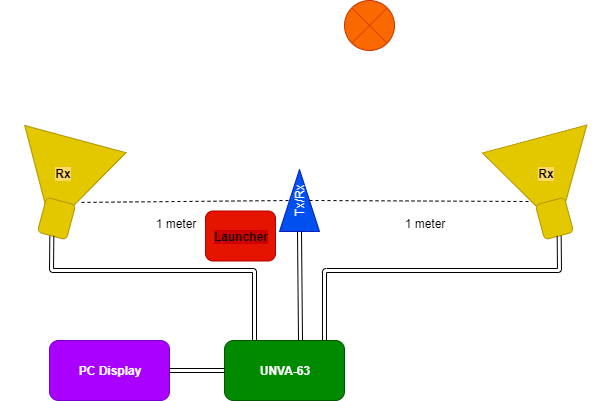 Rx
Rx
Tx/Rx
1 meter
1 meter
Launcher
PC Display
UNVA-63